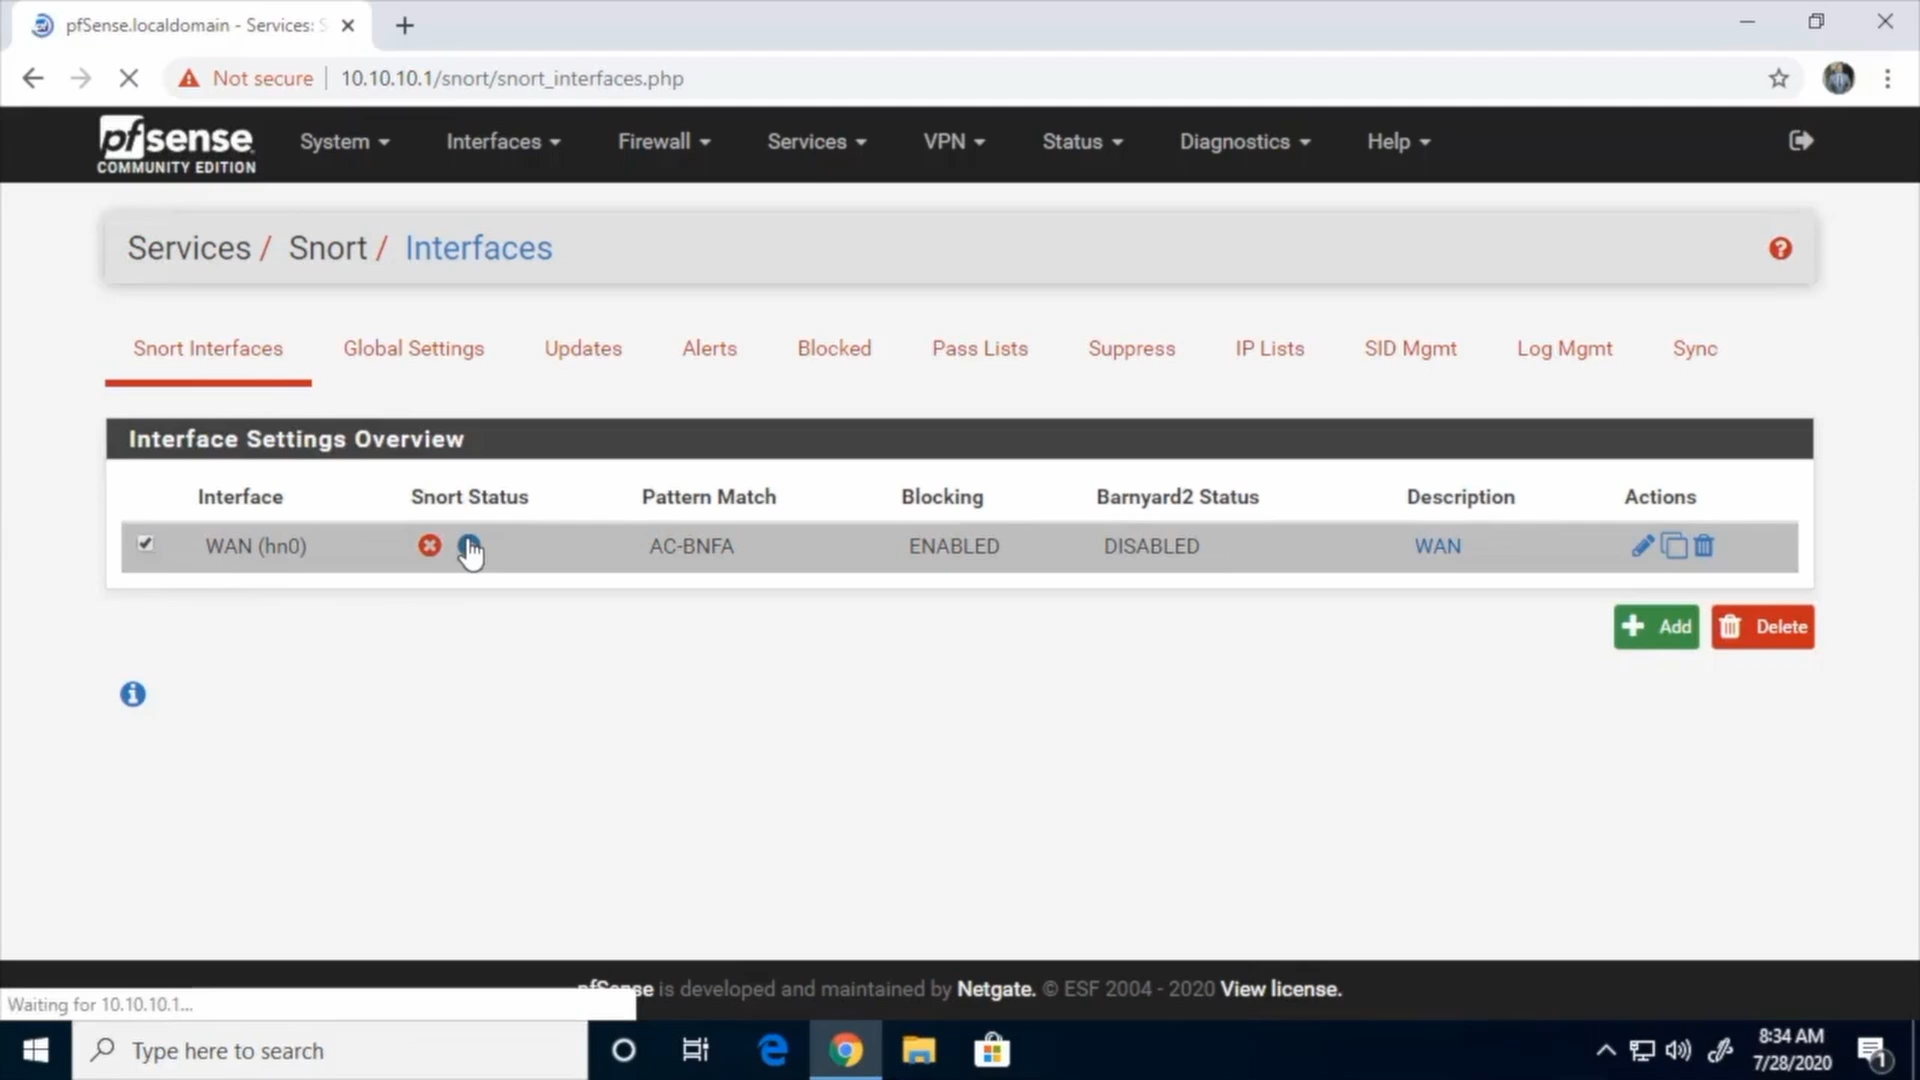 pfSense.localdomain - Services: S
Not secure
10.10.10.1/snort/snort_interfaces.php
pfsense
COMMUNITY EDITION
System
Interfaces
Firewall
Services
VPN
Status
Diagnostics
Help
Services / Snort / Interfaces
Snort Interfaces
Global Settings
Updates
Alerts
Blocked
Pass Lists
Suppress
IP Lists
SID Mgmt
Log Mgmt
Sync
Interface Settings Overview
Interface Snort Status Pattern Match Blocking Barnyard2 Status Description Actions
WAN (hn0) AC-BNFA ENABLED DISABLED WAN
Add
Delete
pfSense is developed and maintained by Netgate. © ESF 2004 - 2020 View license.
Waiting for 10.10.10.1...
Type here to search
8:34 AM
7/28/2020
1